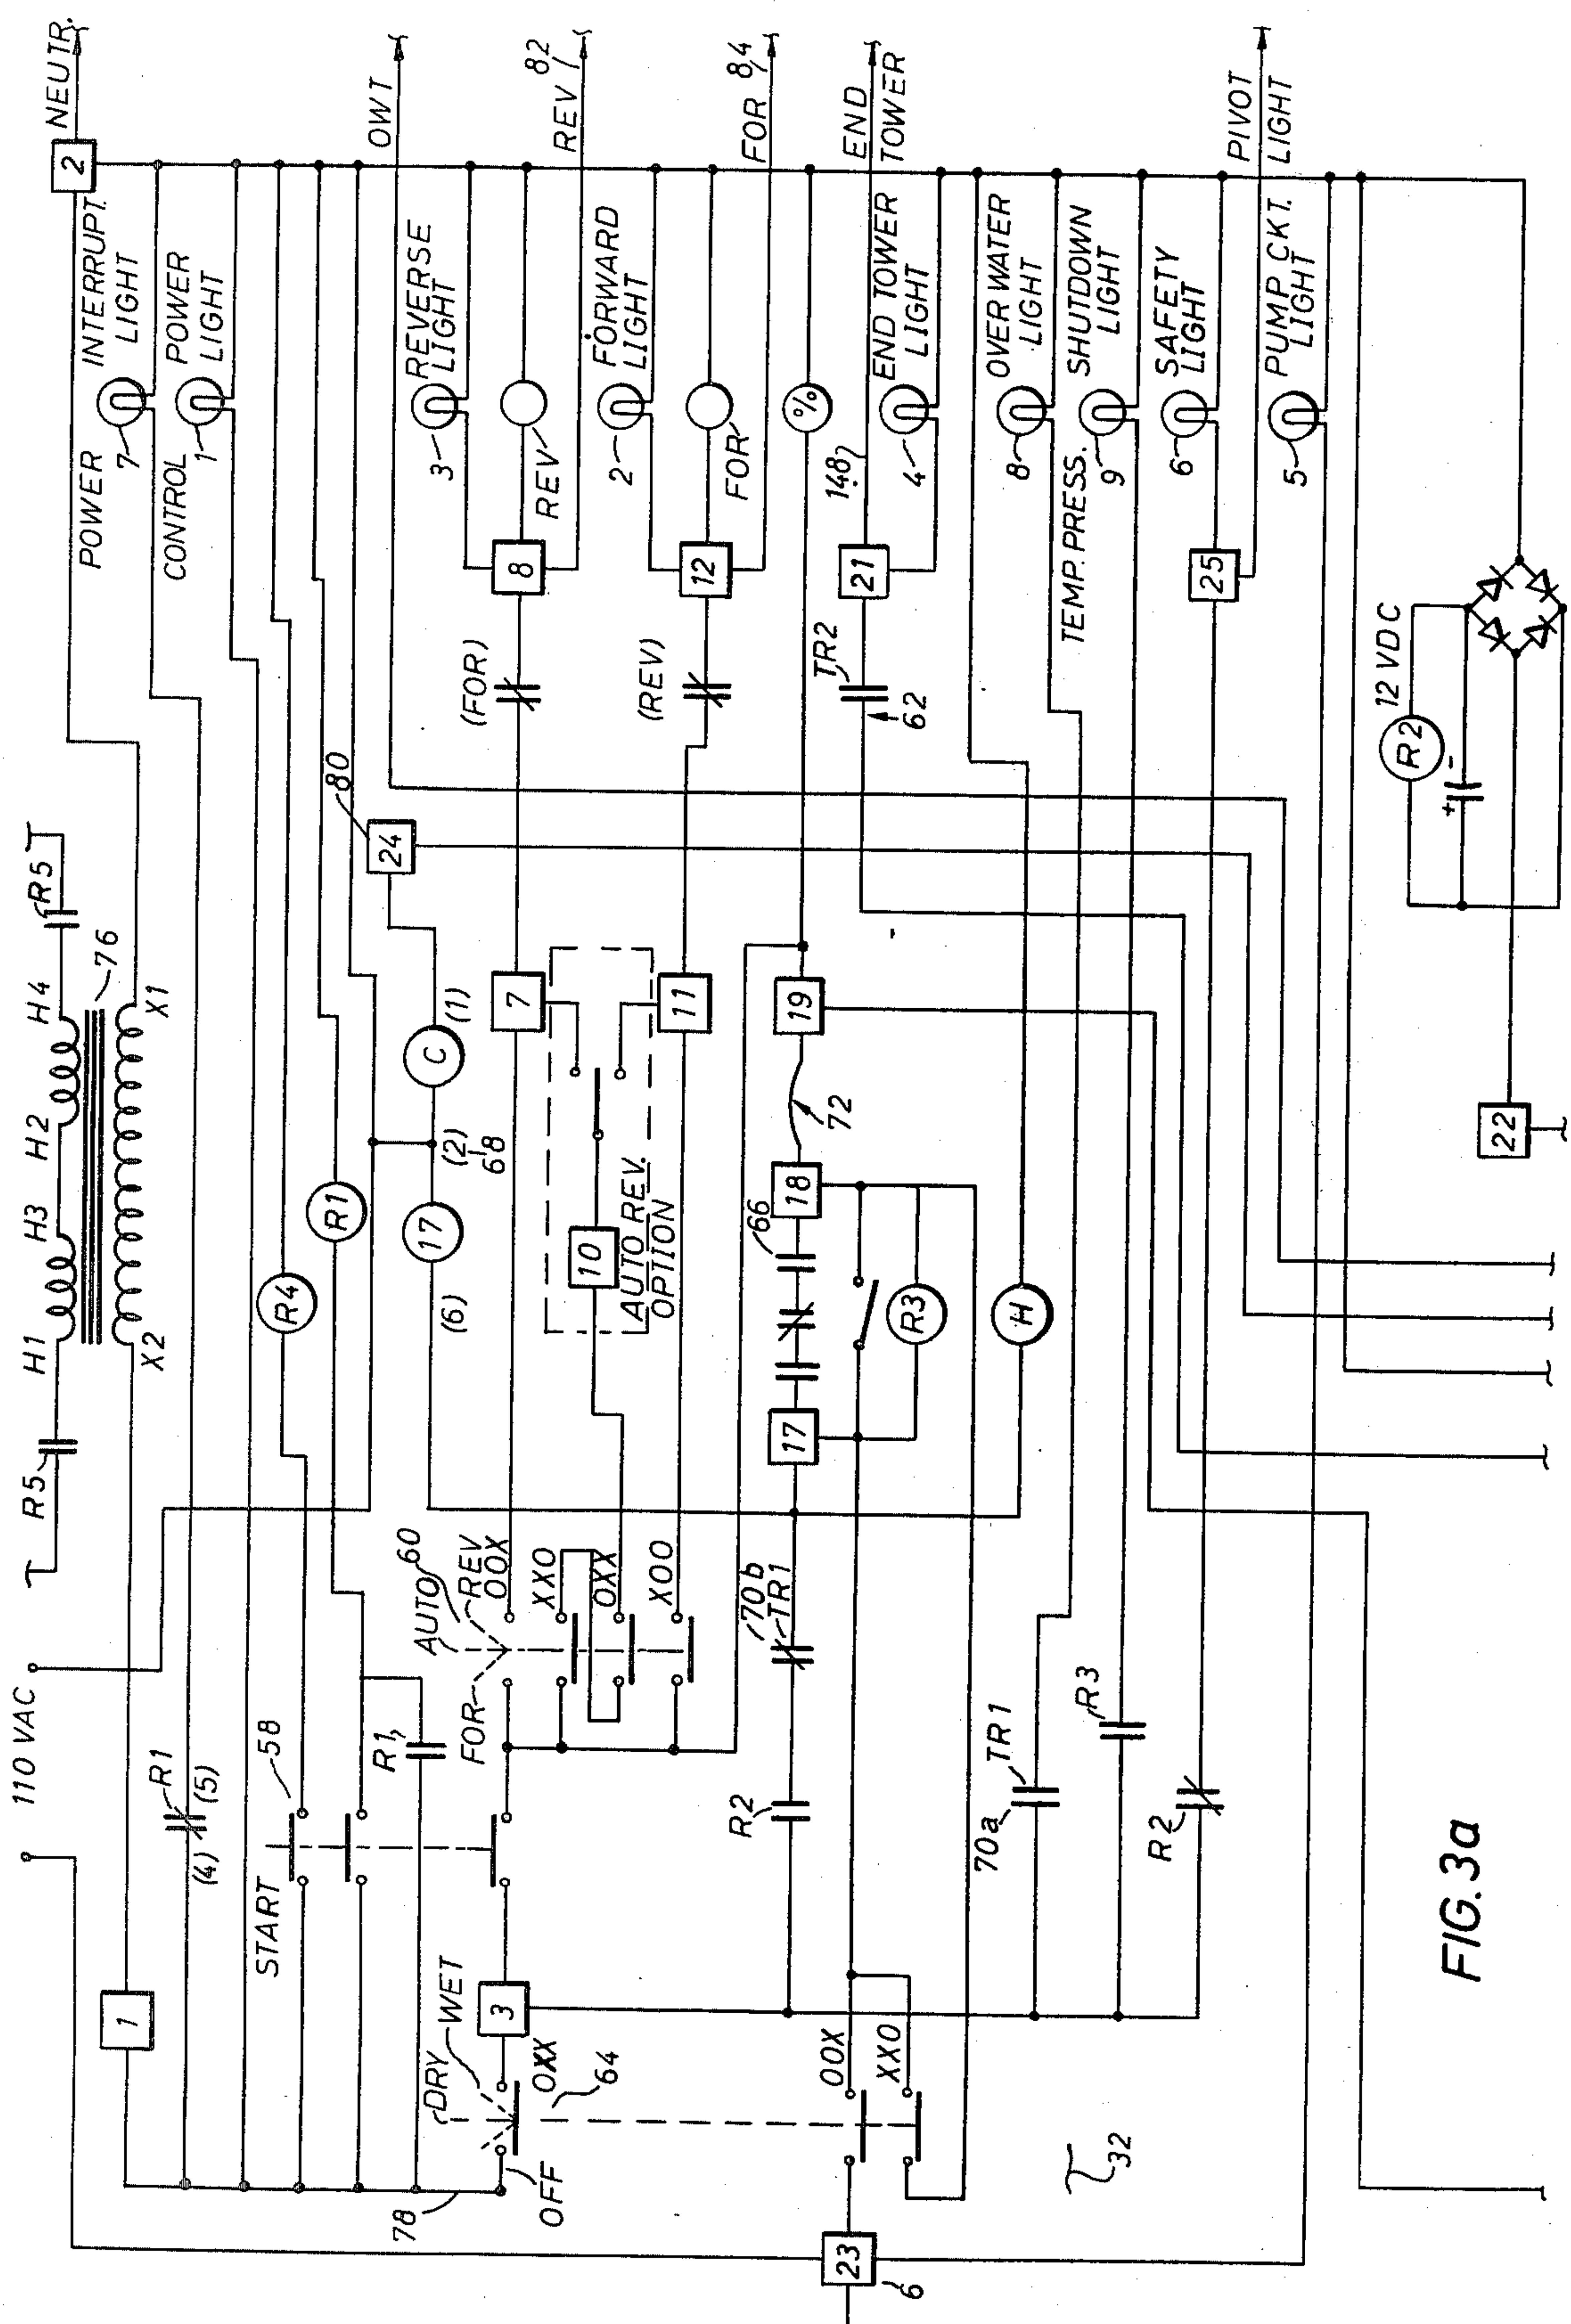 NEUTR.
2
POWER INTERRUPT.
LIGHT
7
CONTROL POWER
LIGHT
1
OWT
REVERSE
LIGHT
3
REV 82
8
REV
FORWARD
LIGHT
2
FOR 84
12
FOR
%
END
TOWER
148
21
END TOWER
LIGHT
4
OVER WATER
LIGHT
8
TEMP. PRESS.
SHUTDOWN
LIGHT
9
SAFETY
LIGHT
6
25
PIVOT
LIGHT
PUMP CKT.
LIGHT
5
12 VDC
R2
+ -
22
(FOR)
(REV)
TR2
62
80
24
R5
76
H1 H3 H2 H4
X2 X1
R5
R4
R1
(1)
C
(2)
68
17
(6)
7
11
10
AUTO REV.
OPTION
19
72
18
66
17
R3
H
110 VAC
1
R1
(4) (5)
START
58
R1
AUTO 60
FOR
REV
OOX
XXO
OXX
XOO
70b
TR1
R2
TR1
70a
R3
R2
DRY
WET
3
OXX
64
OFF
78
OOX
XXO
32
23
6
FIG. 3a